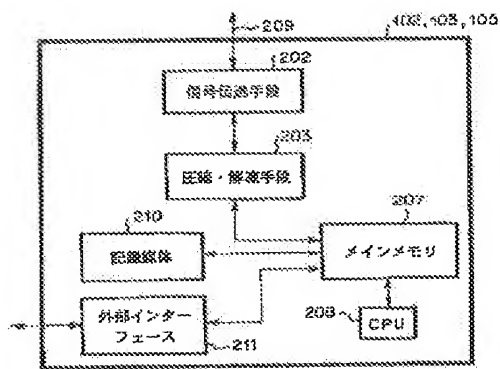 102, 103, 105
209
202
信号伝送手段
203
圧縮・解凍手段
210
207
記録媒体
メインメモリ
外部インター
フェース
208
CPU
211